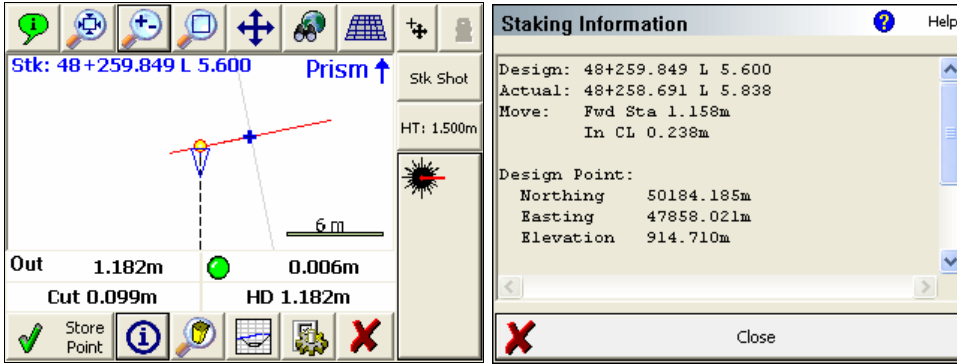 Stk: 48+259.849 L 5.600
Prism
6 m
Out 1.182m 0.006m
Cut 0.099m HD 1.182m
Stk Shot
HT: 1.500m
Store
Point
Staking Information ? Help
Design: 48+259.849 L 5.600
Actual: 48+258.691 L 5.838
Move: Fwd Sta 1.158m
In CL 0.238m
Design Point:
Northing 50184.185m
Easting 47858.021m
Elevation 914.710m
Close